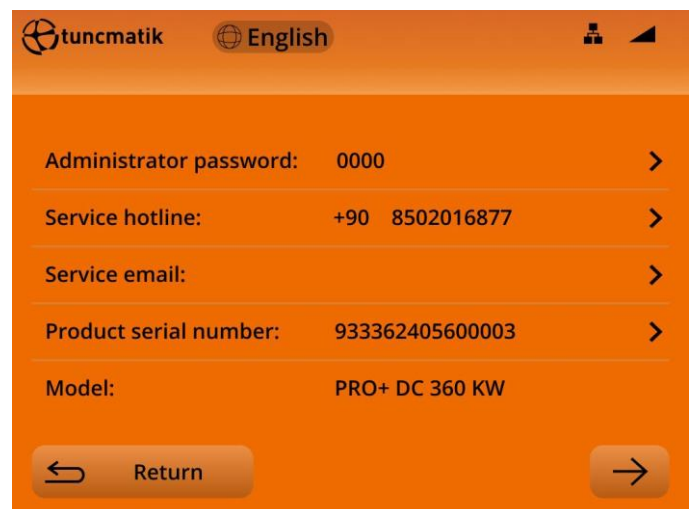 tuncmatik English
Administrator password: 0000
Service hotline: +90 8502016877
Service email:
Product serial number: 933362405600003
Model: PRO+ DC 360 KW
Return